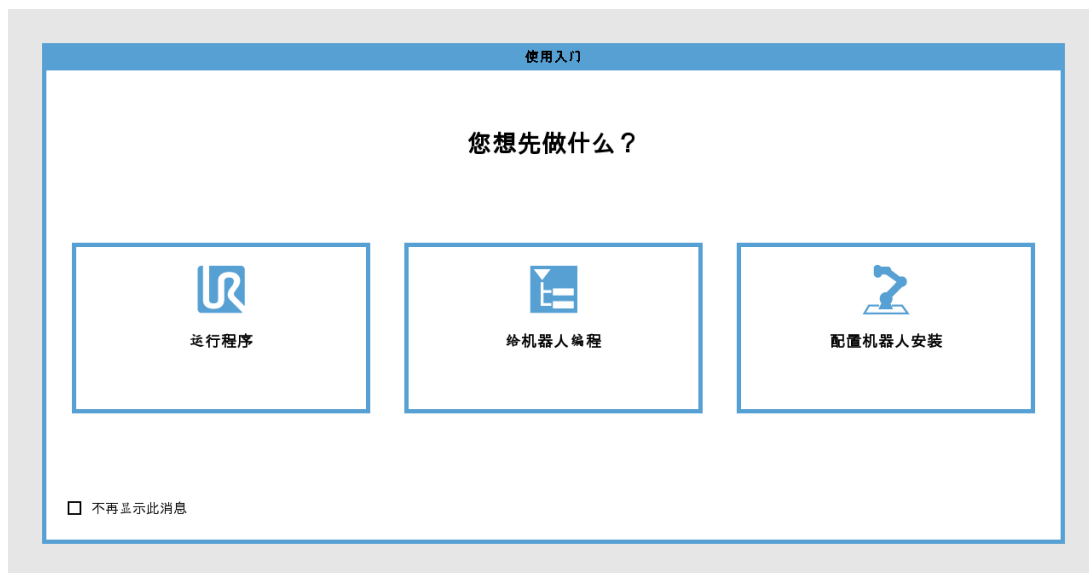 使用入门
您想先做什么？
运行程序
给机器人编程
配置机器人安装
不再显示此消息